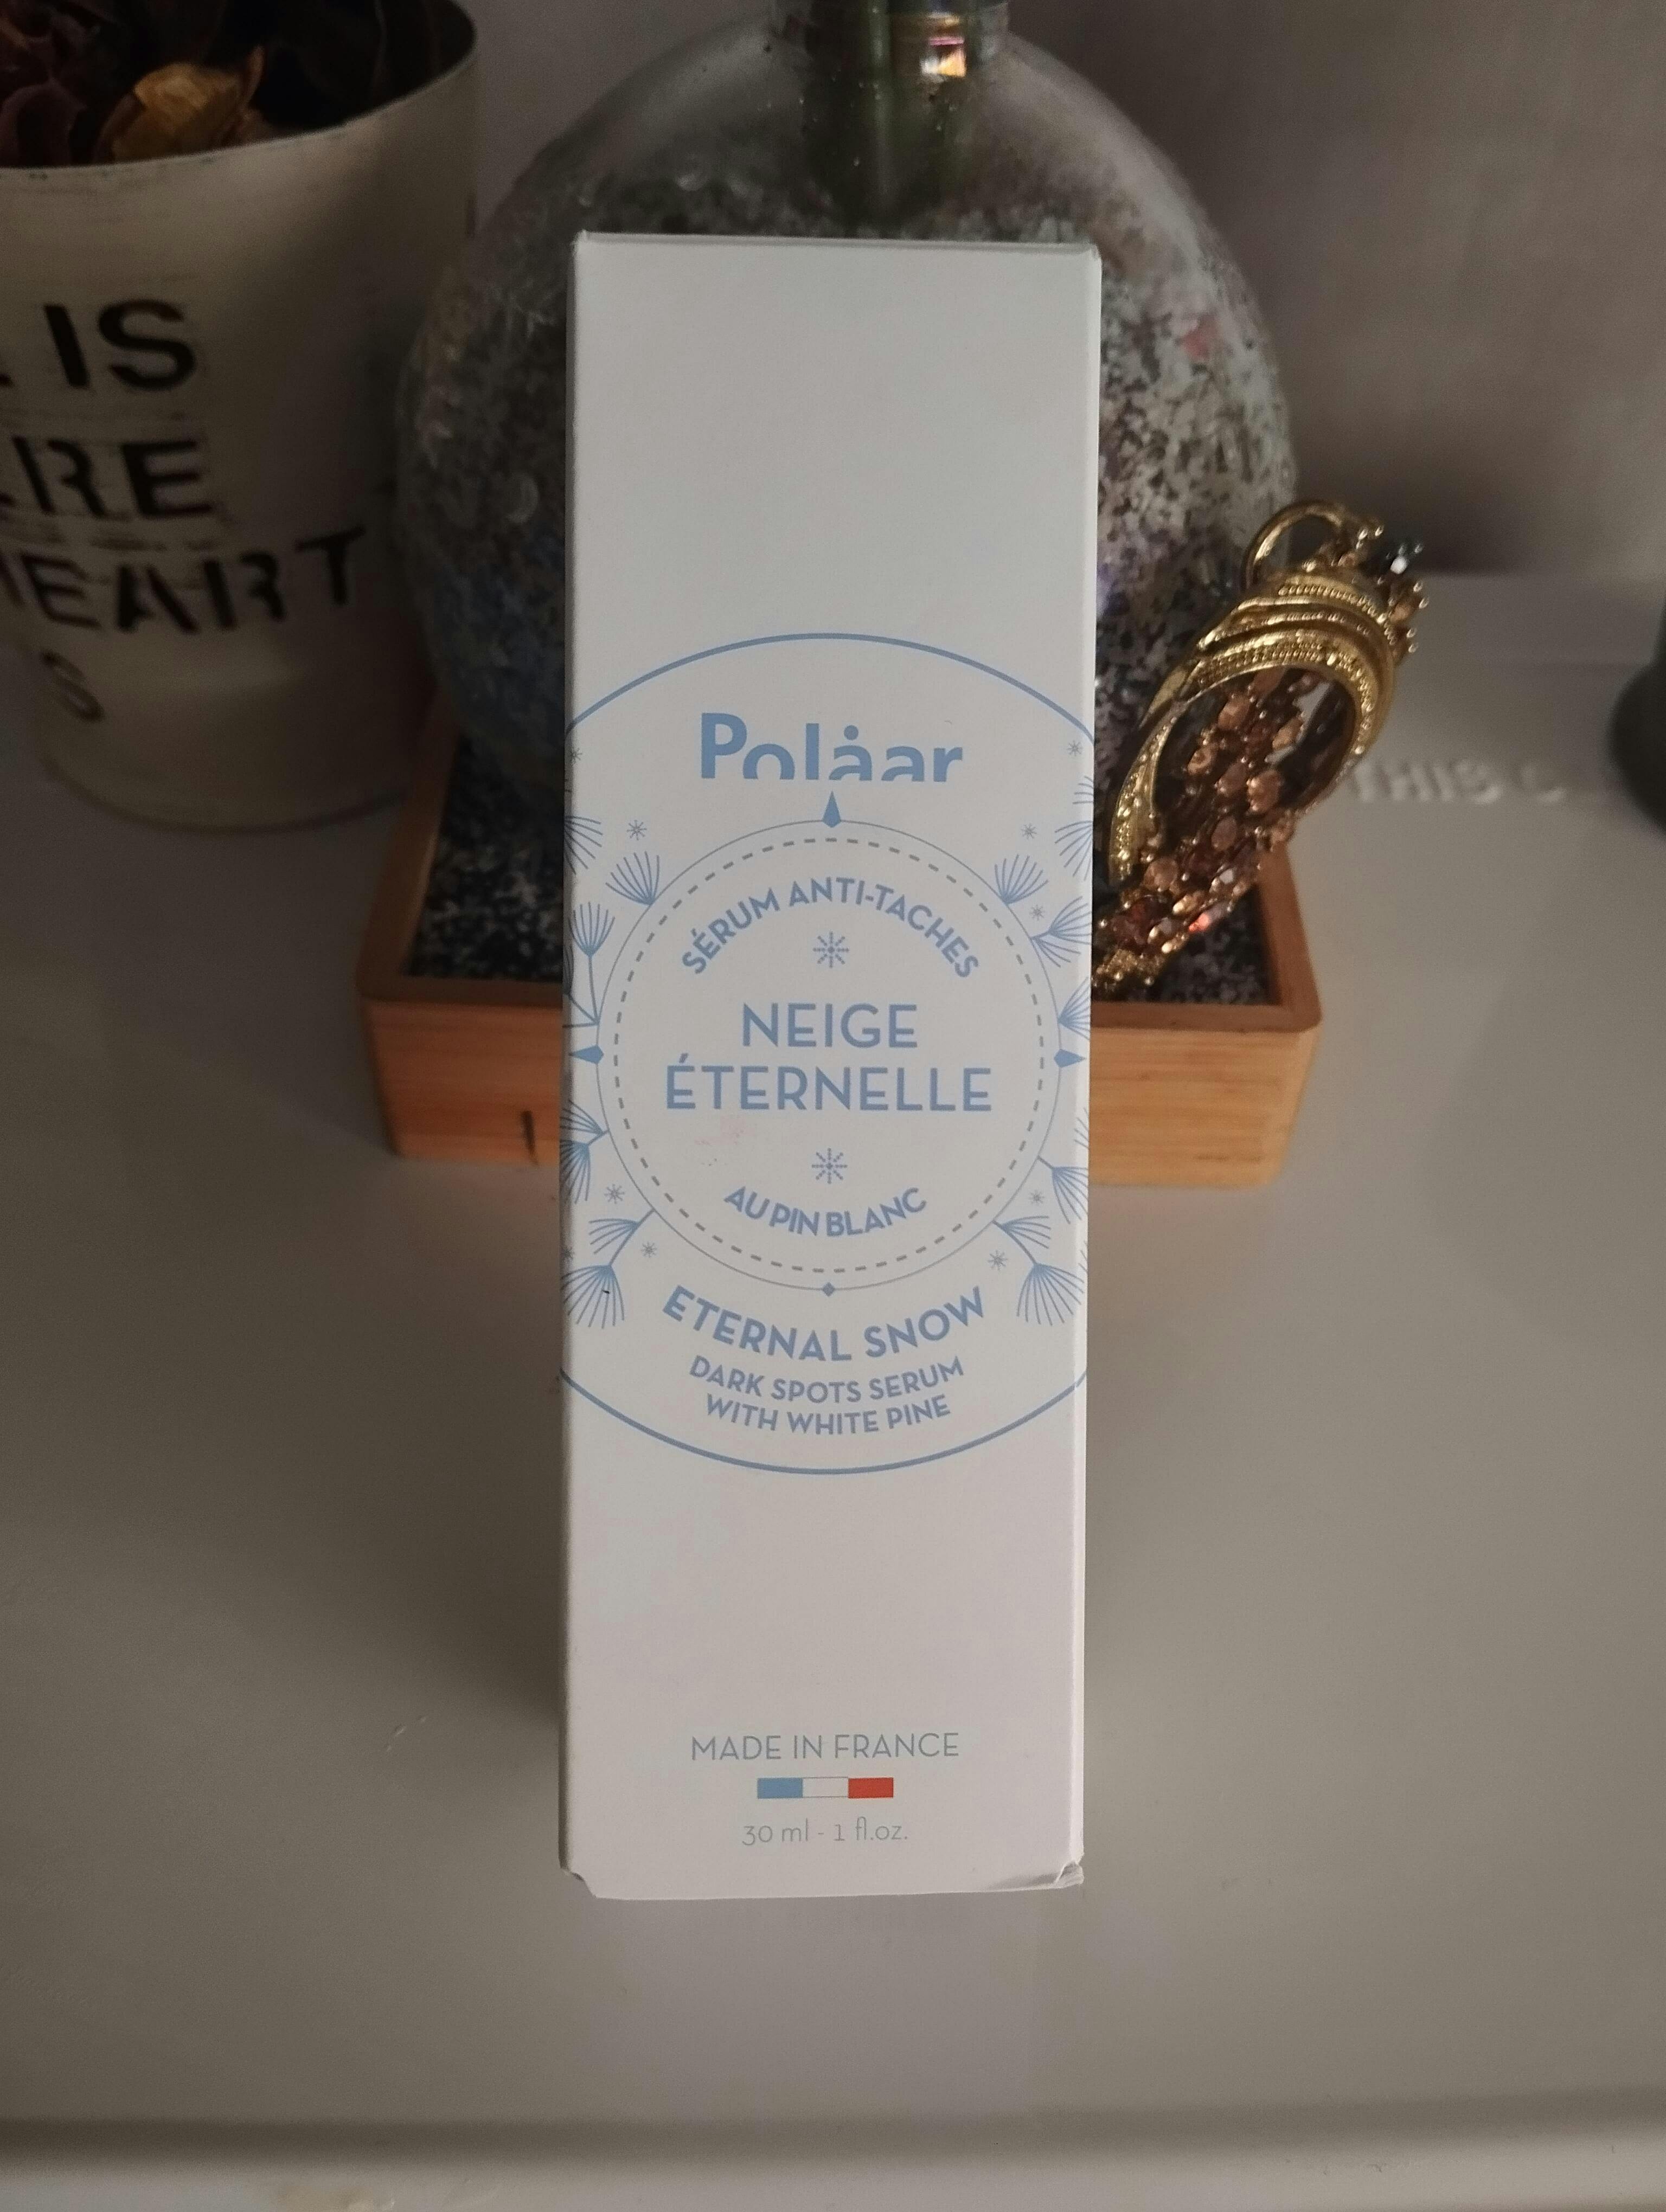 IS
HEART
S
THIS
Polåar
SÉRUM ANTI-TACHES
NEIGE
ÉTERNELLE
AU PIN BLANC
ETERNAL SNOW
DARK SPOTS SERUM
WITH WHITE PINE
MADE IN FRANCE
30 ml - 1 fl.oz.